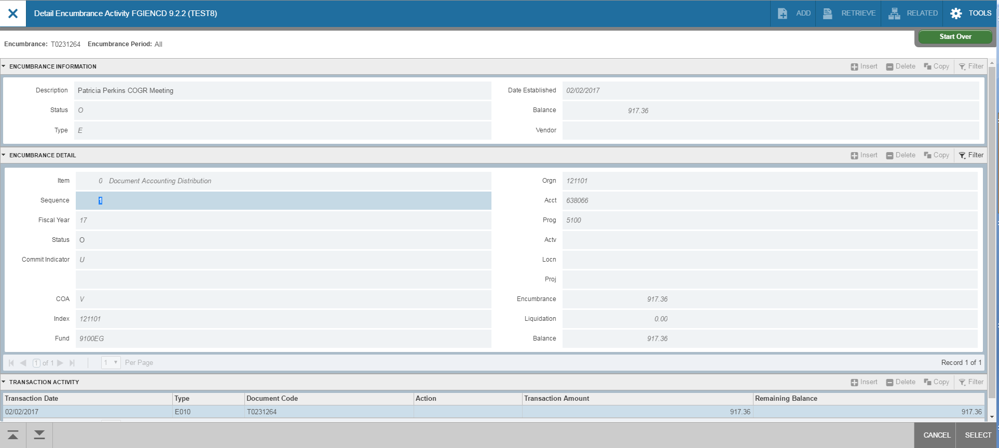 Detail Encumbrance Activity FGIENCD 9.2.2 (TEST8) ADD RETRIEVE RELATED TOOLS
Start Over
Encumbrance: T0231264 Encumbrance Period: All
ENCUMBRANCE INFORMATION Insert Delete Copy Filter
Description Patricia Perkins COGR Meeting Date Established 02/02/2017
Status O Balance 917.36
Type E Vendor
ENCUMBRANCE DETAIL Insert Delete Copy Filter
Item 0 Document Accounting Distribution Orgn 121101
Sequence 1 Acct 638066
Fiscal Year 17 Prog 5100
Status O Actv
Commit Indicator U Locn
Proj
COA V Encumbrance 917.36
Index 121101 Liquidation 0.00
Fund 9100EG Balance 917.36
1 of 1 1 Per Page Record 1 of 1
TRANSACTION ACTIVITY Insert Delete Copy Filter
Transaction Date Type Document Code Action Transaction Amount Remaining Balance
02/02/2017 E010 T0231264 917.36 917.36
CANCEL SELECT